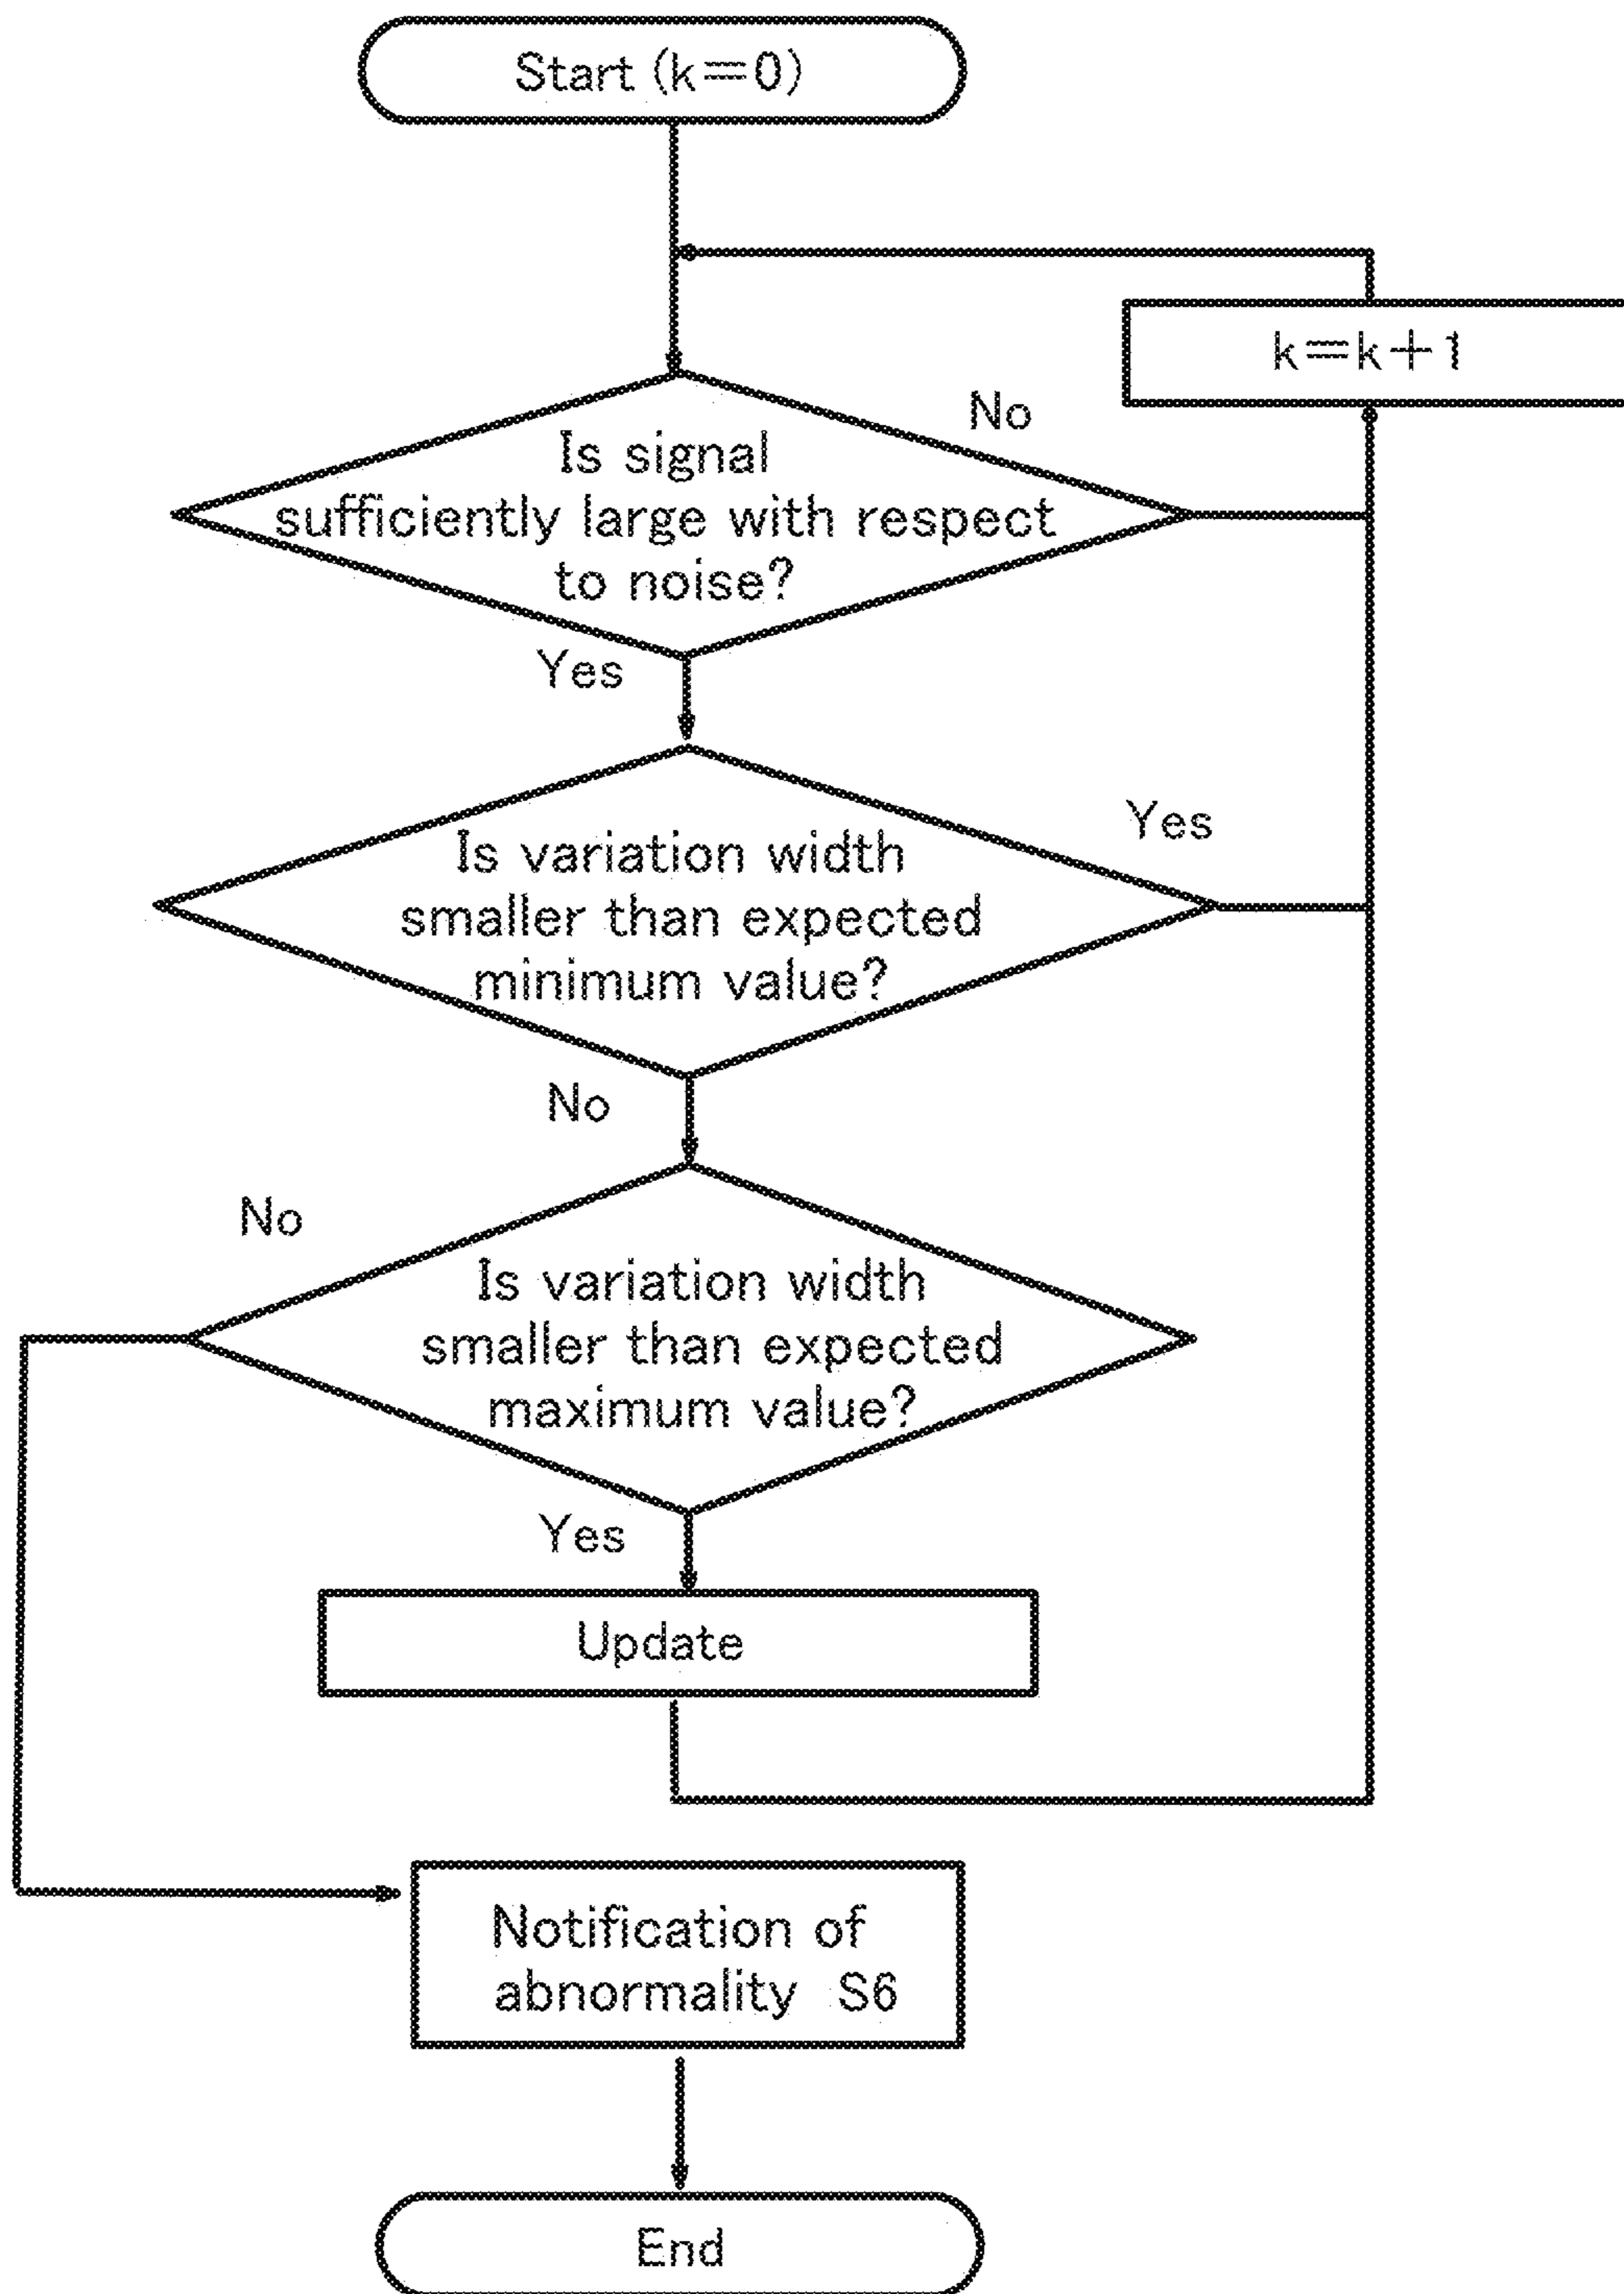 Start (k=0)
k=k+1
No
Is signal
sufficiently large with respect
to noise?
Yes
Yes
Is variation width
smaller than expected
minimum value?
No
No
Is variation width
smaller than expected
maximum value?
Yes
Update
Notification of
abnormality S6
End